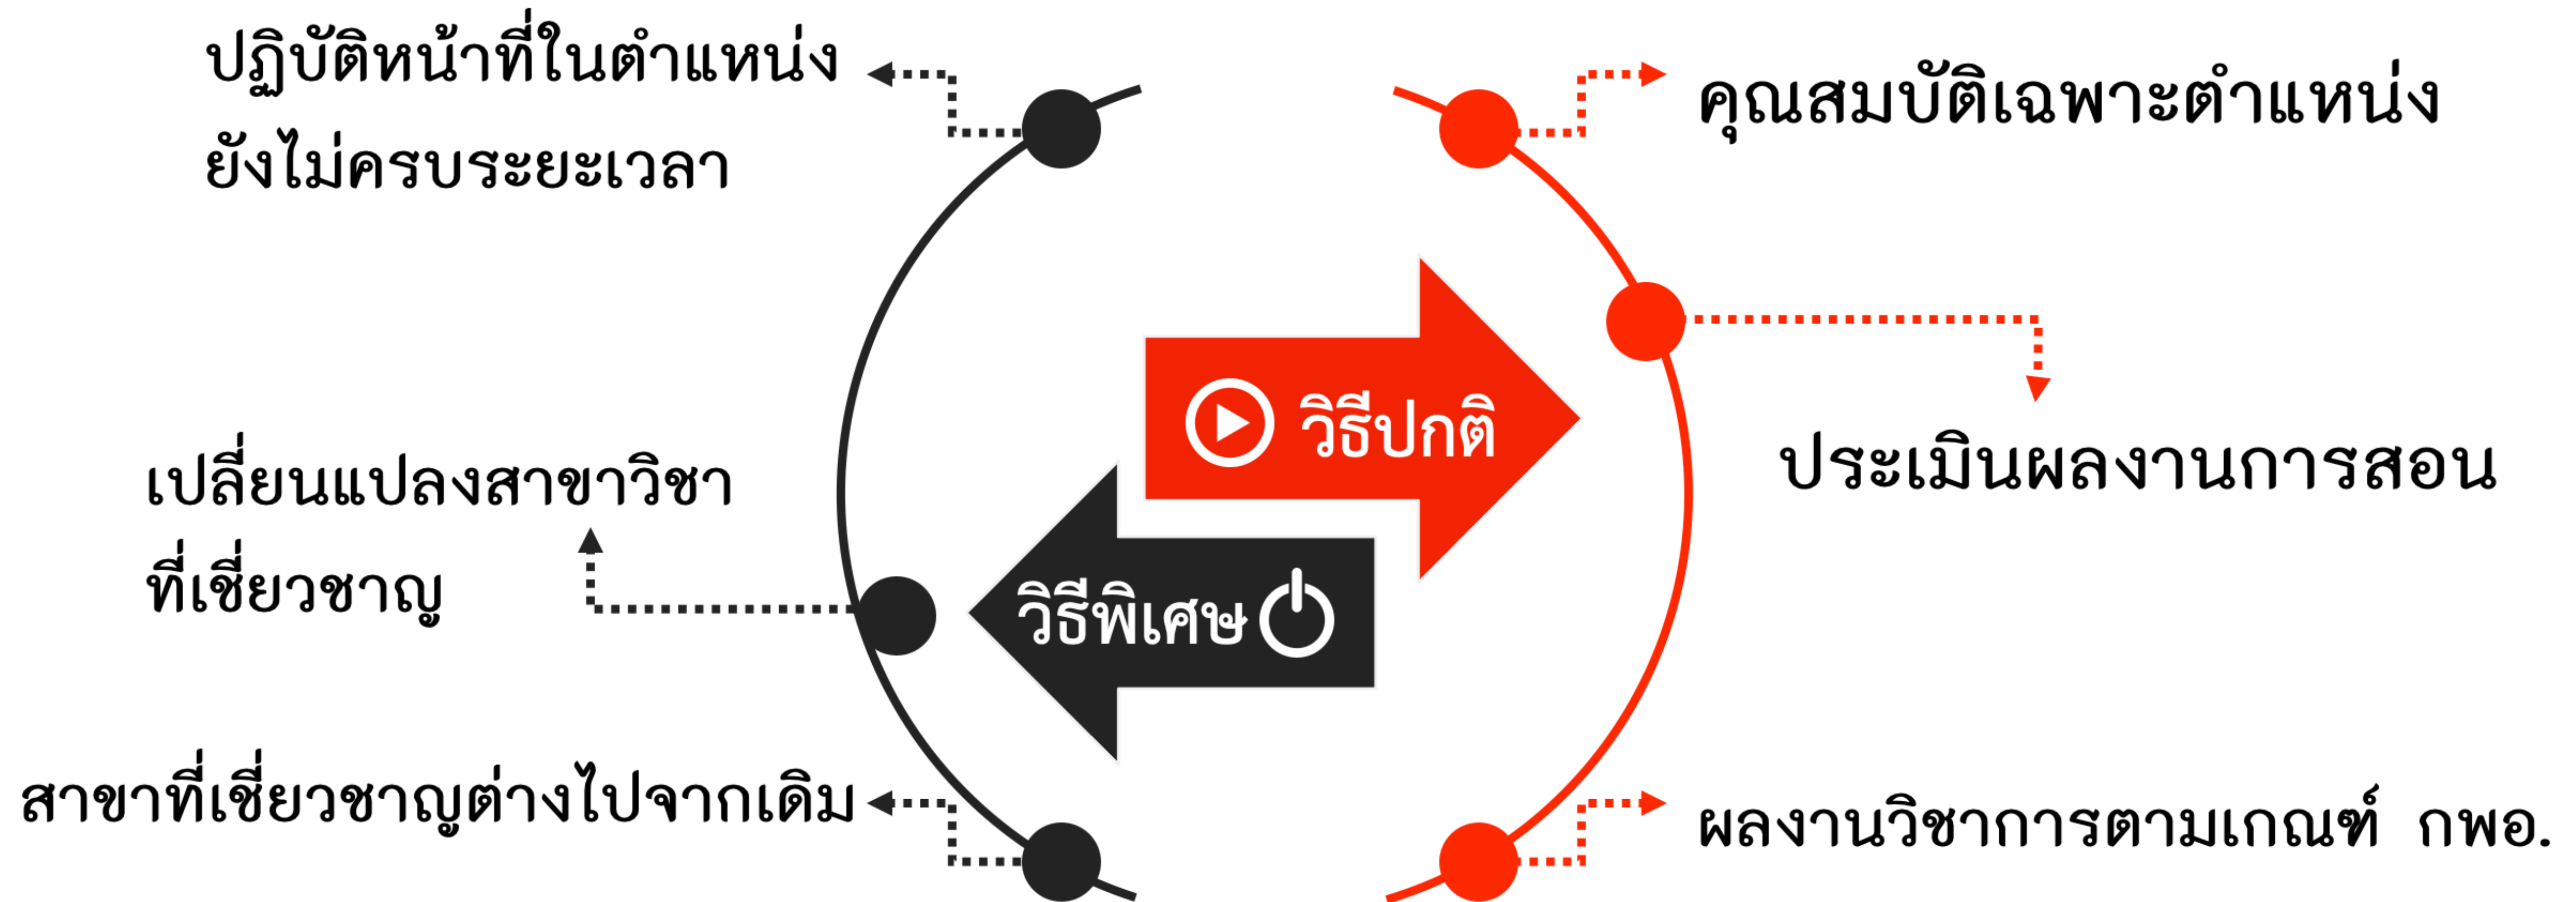 ปฏิบัติหน้าที่ในตำแหน่ง
ยังไม่ครบระยะเวลา
เปลี่ยนแปลงสาขาวิชา
ที่เชี่ยวชาญ
สาขาที่เชี่ยวชาญต่างไปจากเดิม
วิธีปกติ
วิธีพิเศษ
คุณสมบัติเฉพาะตำแหน่ง
ประเมินผลงานการสอน
ผลงานวิชาการตามเกณฑ์ กพอ.